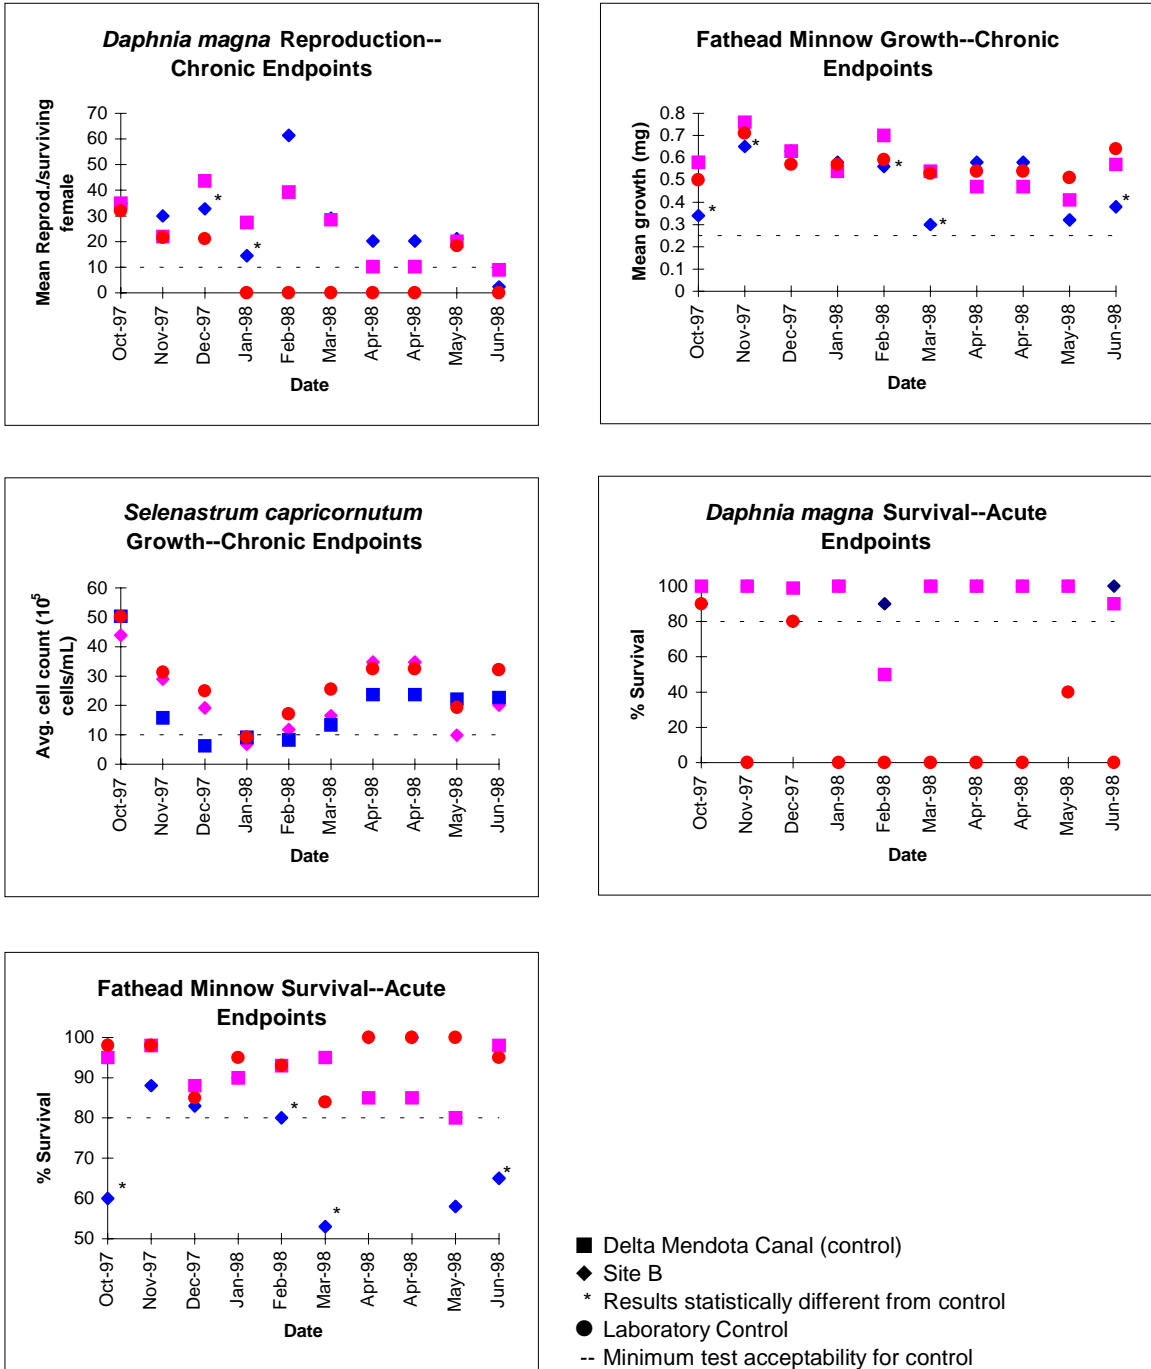 Daphnia magna Reproduction--
Chronic Endpoints
70
60
50
40
30
20
10
0
Mean Reprod./surviving
female
Oct-97
Nov-97
Dec-97
Jan-98
Feb-98
Mar-98
Apr-98
Apr-98
May-98
Jun-98
Date
*
*
Fathead Minnow Growth--Chronic
Endpoints
0.8
0.7
0.6
0.5
0.4
0.3
0.2
0.1
0
Mean growth (mg)
Oct-97
Nov-97
Dec-97
Jan-98
Feb-98
Mar-98
Apr-98
Apr-98
May-98
Jun-98
Date
*
*
*
*
*
Selenastrum capricornutum
Growth--Chronic Endpoints
60
50
40
30
20
10
0
Avg. cell count (10⁵
cells/mL)
Oct-97
Nov-97
Dec-97
Jan-98
Feb-98
Mar-98
Apr-98
Apr-98
May-98
Jun-98
Date
Daphnia magna Survival--Acute
Endpoints
100
80
60
40
20
0
% Survival
Oct-97
Nov-97
Dec-97
Jan-98
Feb-98
Mar-98
Apr-98
Apr-98
May-98
Jun-98
Date
Fathead Minnow Survival--Acute
Endpoints
100
90
80
70
60
50
% Survival
Oct-97
Nov-97
Dec-97
Jan-98
Feb-98
Mar-98
Apr-98
Apr-98
May-98
Jun-98
Date
*
*
*
*
Delta Mendota Canal (control)
Site B
* Results statistically different from control
Laboratory Control
-- Minimum test acceptability for control